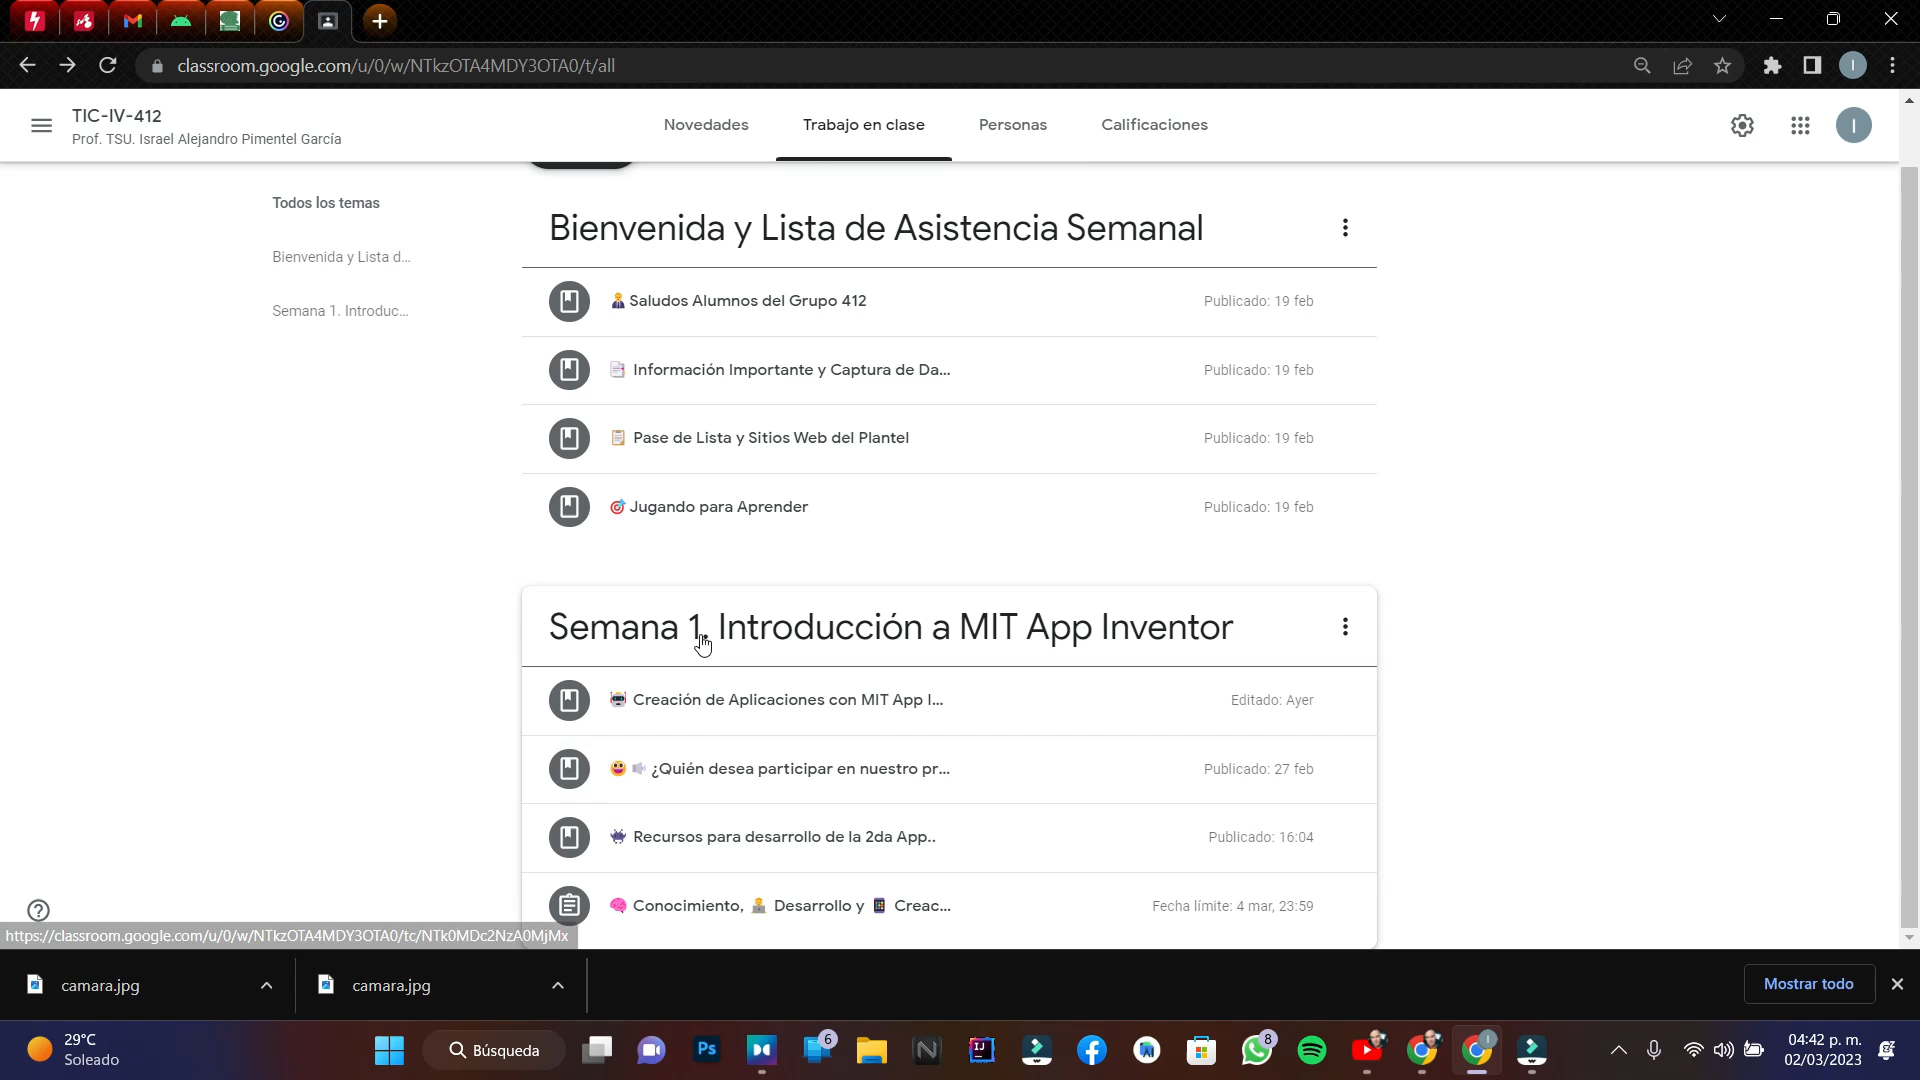 classroom.google.com/u/0/w/NTkzOTA4MDY3OTA0/t/all
I
TIC-IV-412
Prof. TSU. Israel Alejandro Pimentel García
Novedades
Trabajo en clase
Personas
Calificaciones
I
Todos los temas
Bienvenida y Lista d...
Semana 1. Introduc...
Bienvenida y Lista de Asistencia Semanal
Saludos Alumnos del Grupo 412
Publicado: 19 feb
Información Importante y Captura de Da...
Publicado: 19 feb
Pase de Lista y Sitios Web del Plantel
Publicado: 19 feb
Jugando para Aprender
Publicado: 19 feb
Semana 1. Introducción a MIT App Inventor
Creación de Aplicaciones con MIT App I...
Editado: Ayer
¿Quién desea participar en nuestro pr...
Publicado: 27 feb
Recursos para desarrollo de la 2da App..
Publicado: 16:04
Conocimiento, Desarrollo y Creac...
Fecha límite: 4 mar, 23:59
https://classroom.google.com/u/0/w/NTkzOTA4MDY3OTA0/tc/NTk0MDc2NzA0MjMx
camara.jpg
camara.jpg
Mostrar todo
29°C
Soleado
Búsqueda
Ps
6
IJ
8
04:42 p. m.
02/03/2023